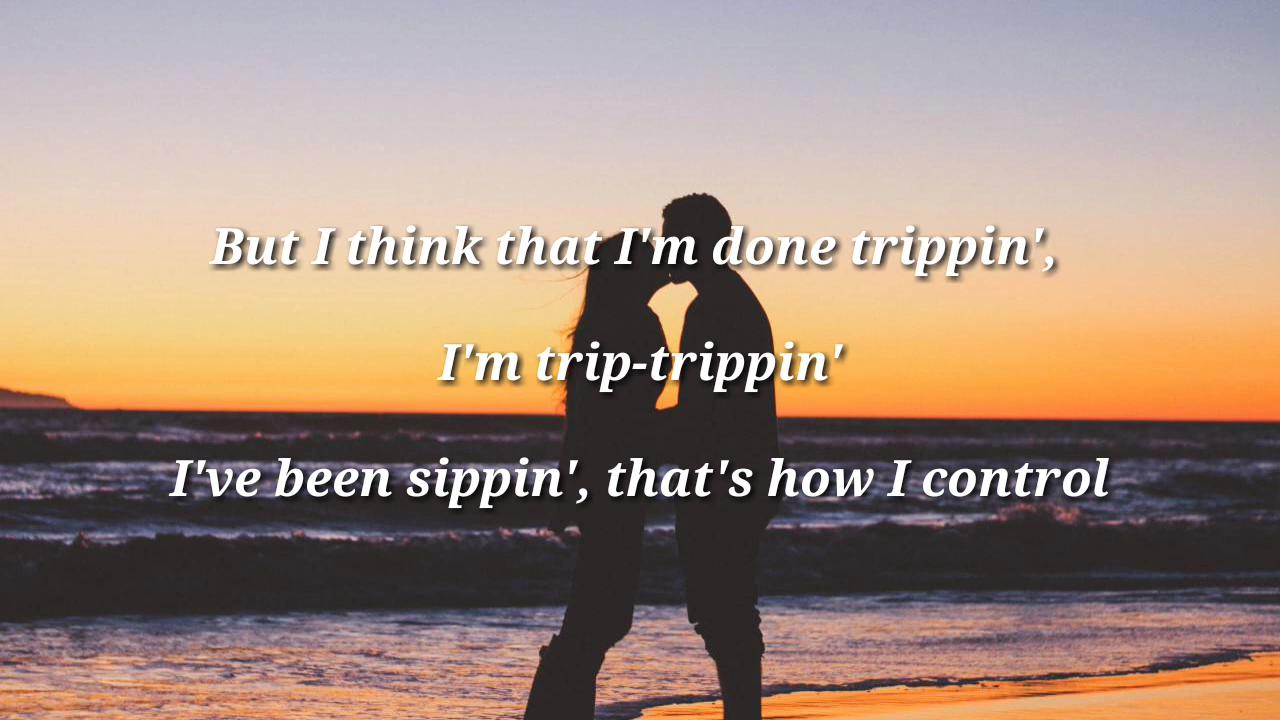 But I think that I'm done trippin',
I'm trip-trippin'
I've been sippin', that's how I control